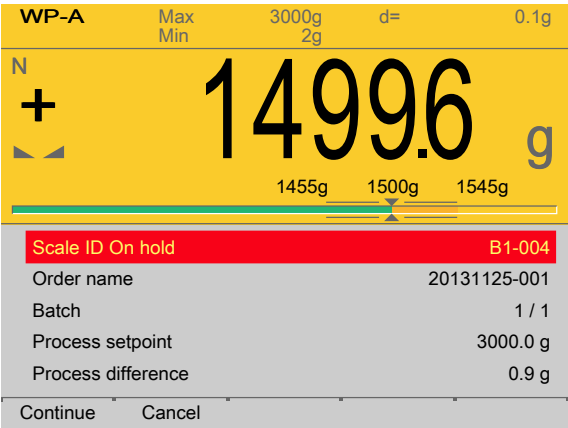 WP-A Max 3000g d= 0.1g
Min 2g
N
+ 1499.6 g
1455g 1500g 1545g
Scale ID On hold B1-004
Order name 20131125-001
Batch 1 / 1
Process setpoint 3000.0 g
Process difference 0.9 g
Continue Cancel